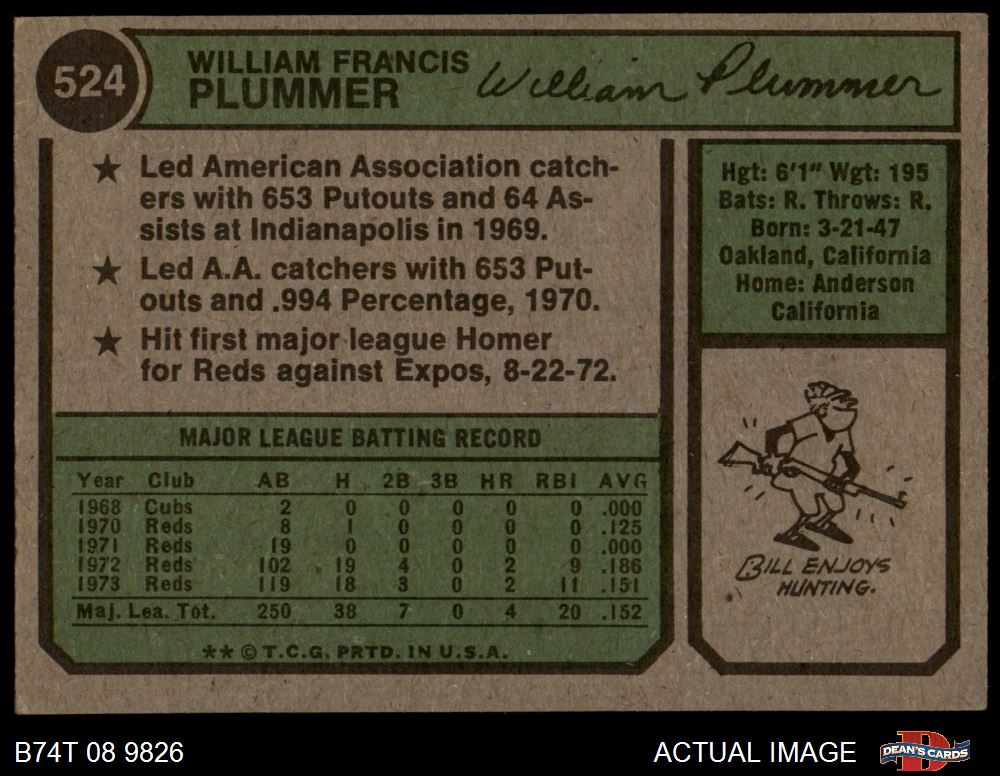 524
WILLIAM FRANCIS
PLUMMER
William Plummer
★ Led American Association catch-
ers with 653 Putouts and 64 As-
sists at Indianapolis in 1969.
★ Led A.A. catchers with 653 Put-
outs and .994 Percentage, 1970.
★ Hit first major league Homer
for Reds against Expos, 8-22-72.
Hgt: 6'1" Wgt: 195
Bats: R. Throws: R.
Born: 3-21-47
Oakland, California
Home: Anderson
California
MAJOR LEAGUE BATTING RECORD
Year Club AB H 2B 3B HR RBI AVG
1968 Cubs 2 0 0 0 0 0 .000
1970 Reds 8 1 0 0 0 0 .125
1971 Reds 19 0 0 0 0 0 .000
1972 Reds 102 19 4 0 2 9 .186
1973 Reds 119 18 3 0 2 11 .151
Maj. Lea. Tot. 250 38 7 0 4 20 .152
** © T.C.G. PRTD. IN U.S.A.
BILL ENJOYS
HUNTING.
B74T 08 9826
ACTUAL IMAGE
DEAN'S CARDS